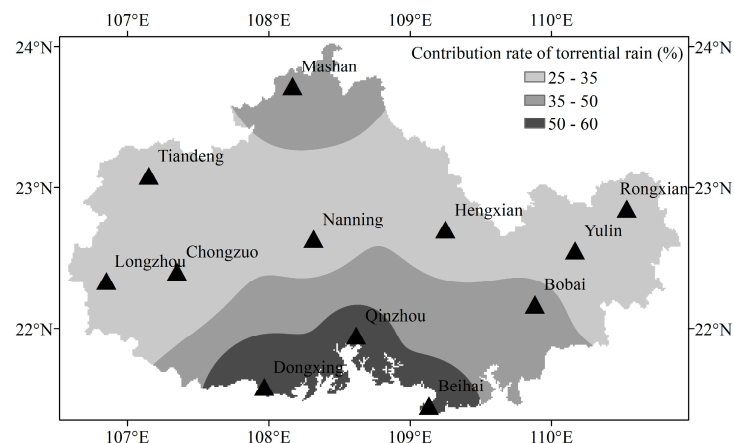 107°E 108°E 109°E 110°E
24°N 24°N
Contribution rate of torrential rain (%)
25 - 35
35 - 50
50 - 60
Mashan
Tiandeng
23°N 23°N
Rongxian
Hengxian
Nanning
Yulin
Chongzuo
Longzhou
Bobai
Qinzhou
22°N 22°N
Dongxing
Beihai
107°E 108°E 109°E 110°E